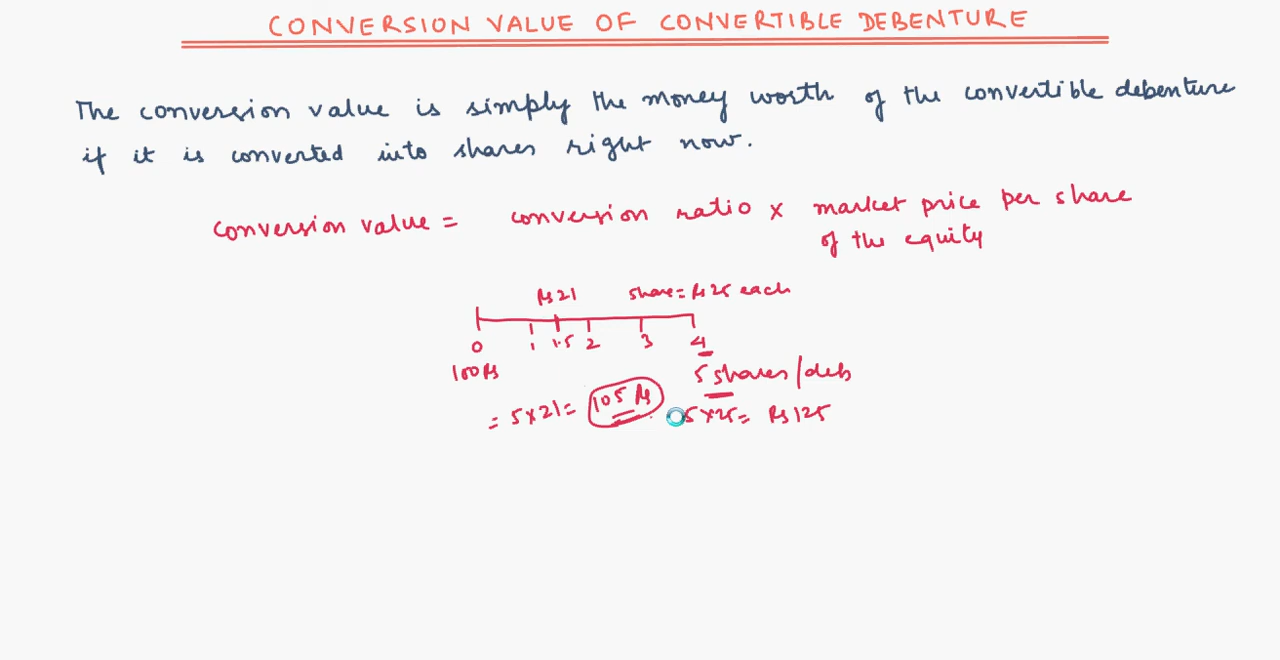 CONVERSION VALUE OF CONVERTIBLE DEBENTURE
The conversion value is simply the money worth of the convertible debenture
if it is converted into shares right now.
conversion value = conversion ratio x market price per share
of the equity
Rs 21 share = Rs 25 each
0 1 1.5 2 3 4
100 Rs 5 shares/deb
= 5x21 = 105 Rs 5x25 = Rs 125